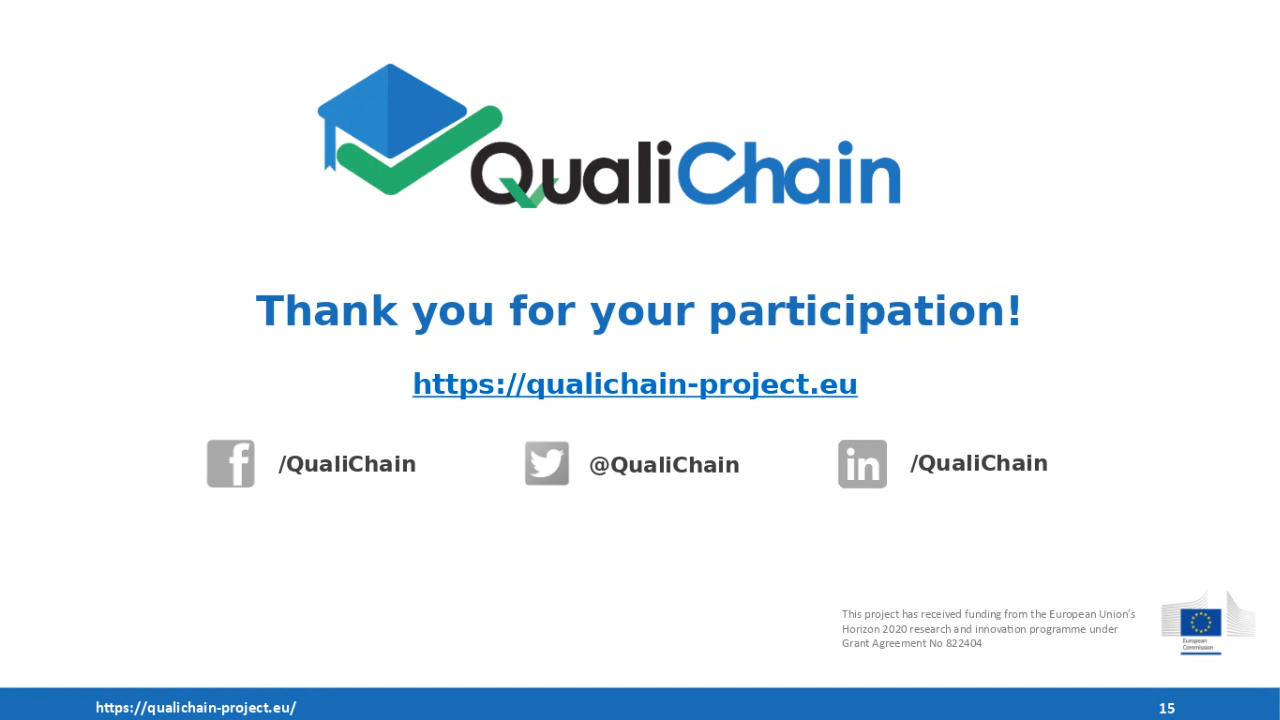 QualiChain
Thank you for your participation!
https://qualichain-project.eu
/QualiChain
@QualiChain
/QualiChain
This project has received funding from the European Union's
Horizon 2020 research and innovation programme under
Grant Agreement No 822404
European
Commission
https://qualichain-project.eu/
15